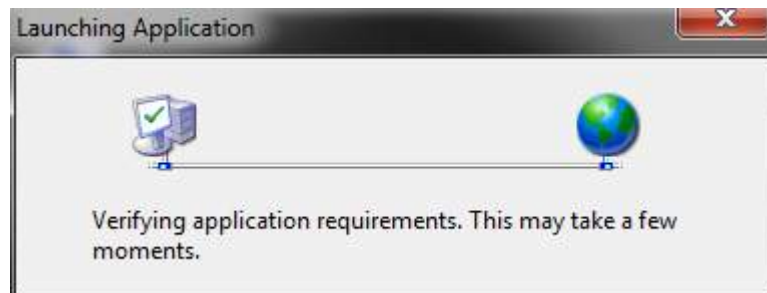 Launching Application
Verifying application requirements. This may take a few
moments.